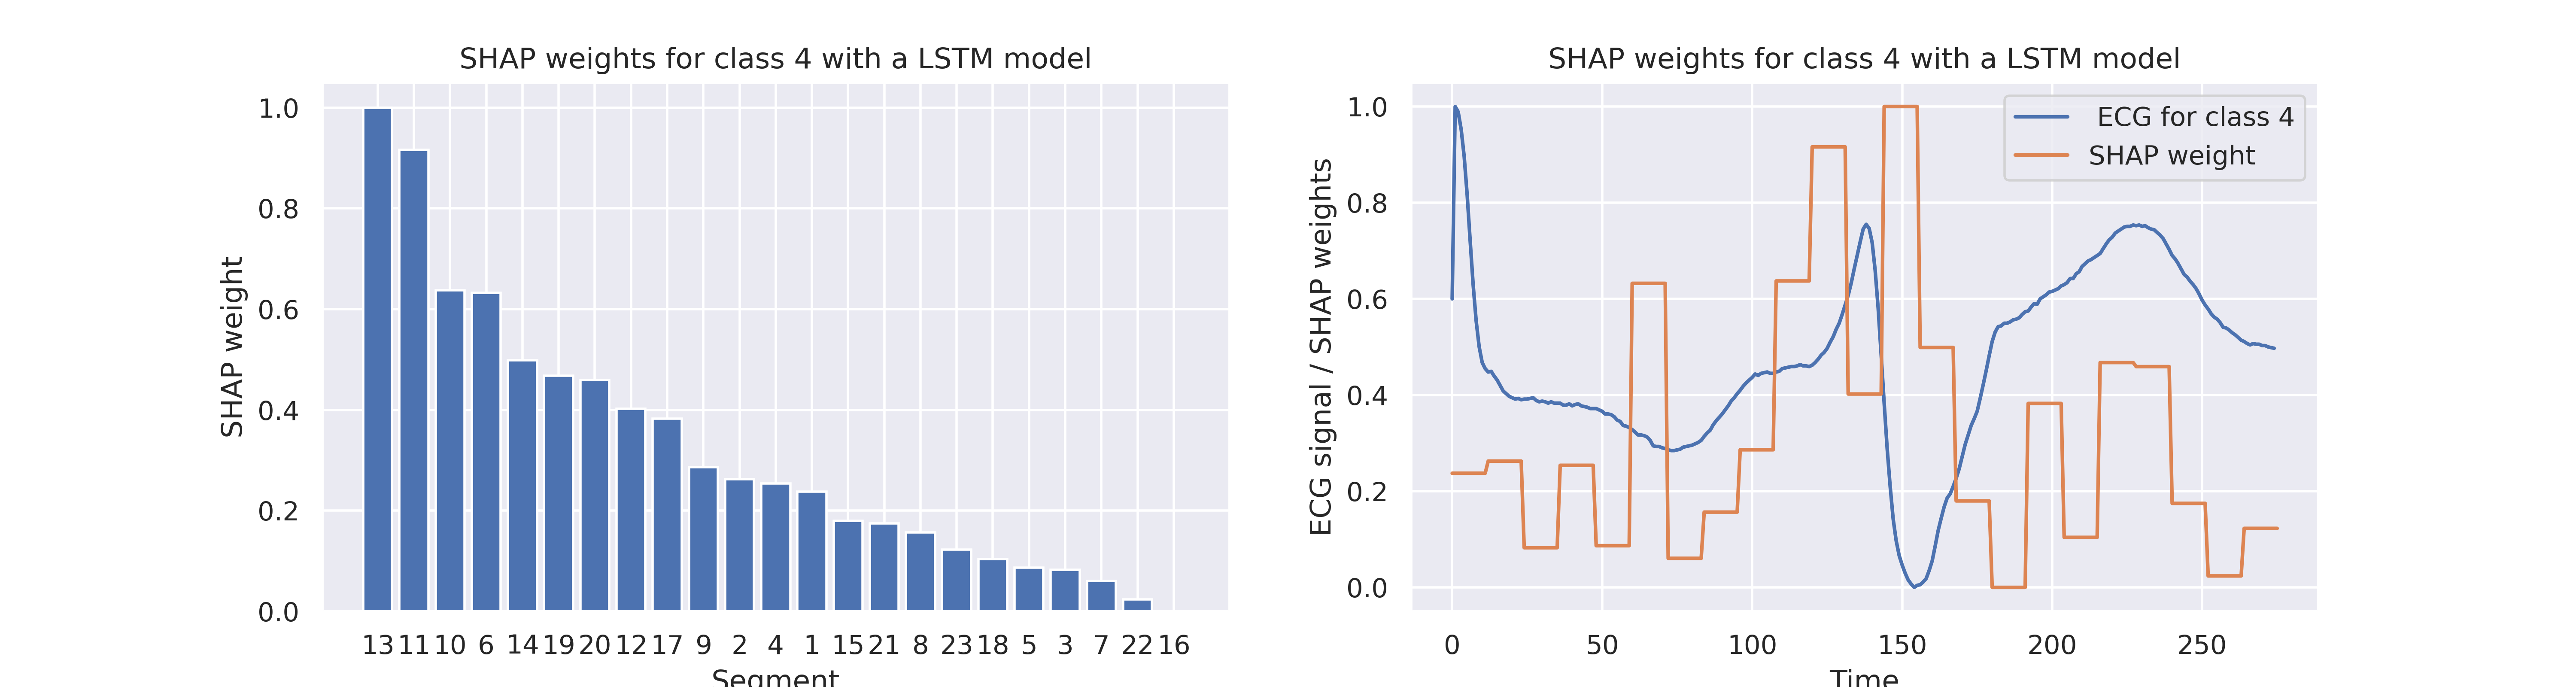 SHAP weights for class 4 with a LSTM model
SHAP weight
1.0
0.8
0.6
0.4
0.2
0.0
13 11 10 6 14 19 20 12 17 9 2 4 1 15 21 8 23 18 5 3 7 22 16
Segment
SHAP weights for class 4 with a LSTM model
ECG signal / SHAP weights
1.0
0.8
0.6
0.4
0.2
0.0
ECG for class 4
SHAP weight
0 50 100 150 200 250
Time